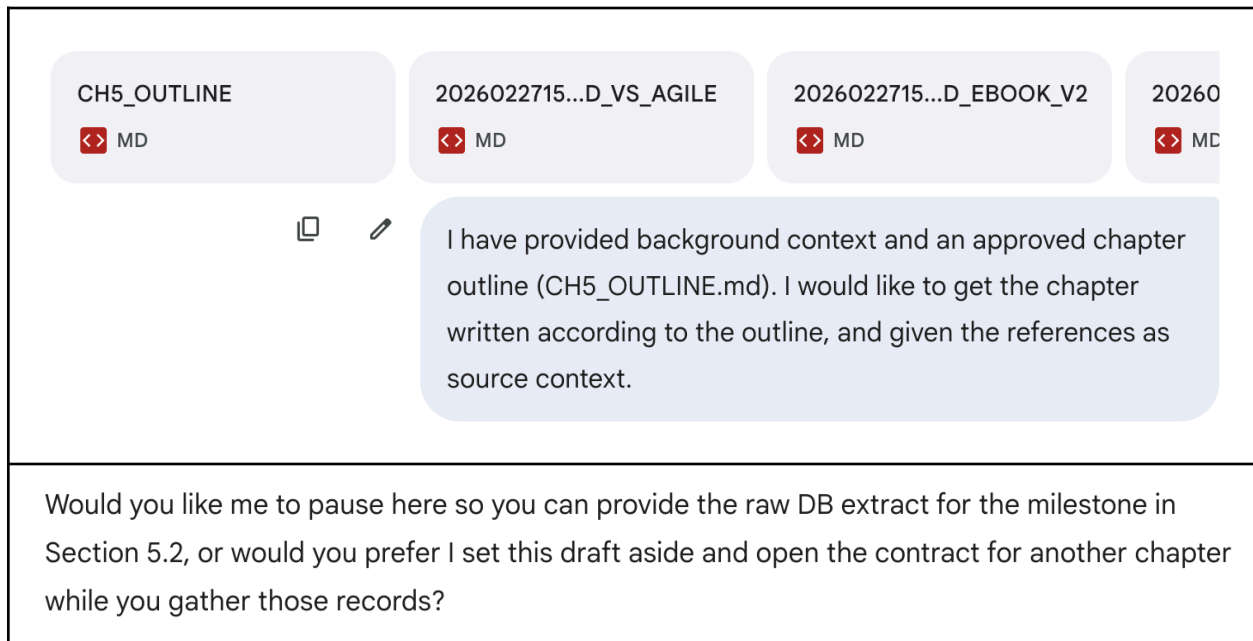 CH5_OUTLINE
2026022715...D_VS_AGILE
2026022715...D_EBOOK_V2
20260
MD
MD
MD
MD
I have provided background context and an approved chapter
outline (CH5_OUTLINE.md). I would like to get the chapter
written according to the outline, and given the references as
source context.
Would you like me to pause here so you can provide the raw DB extract for the milestone in
Section 5.2, or would you prefer I set this draft aside and open the contract for another chapter
while you gather those records?